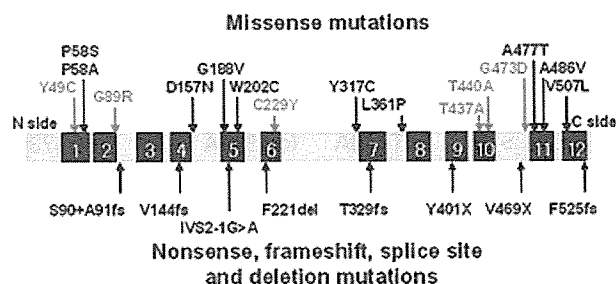 Missense mutations
P58S
P58A
Y49C
G89R
D157N
G188V
W202C
C229Y
Y317C
L361P
T440A
T437A
G473D
A477T
A486V
V507L
N side
C side
1 2 3 4 5 6 7 8 9 10 11 12
S90+A91fs
V144fs
IVS2-1G>A
F221del
T329fs
Y401X
V469X
F525fs
Nonsense, frameshift, splice site
and deletion mutations